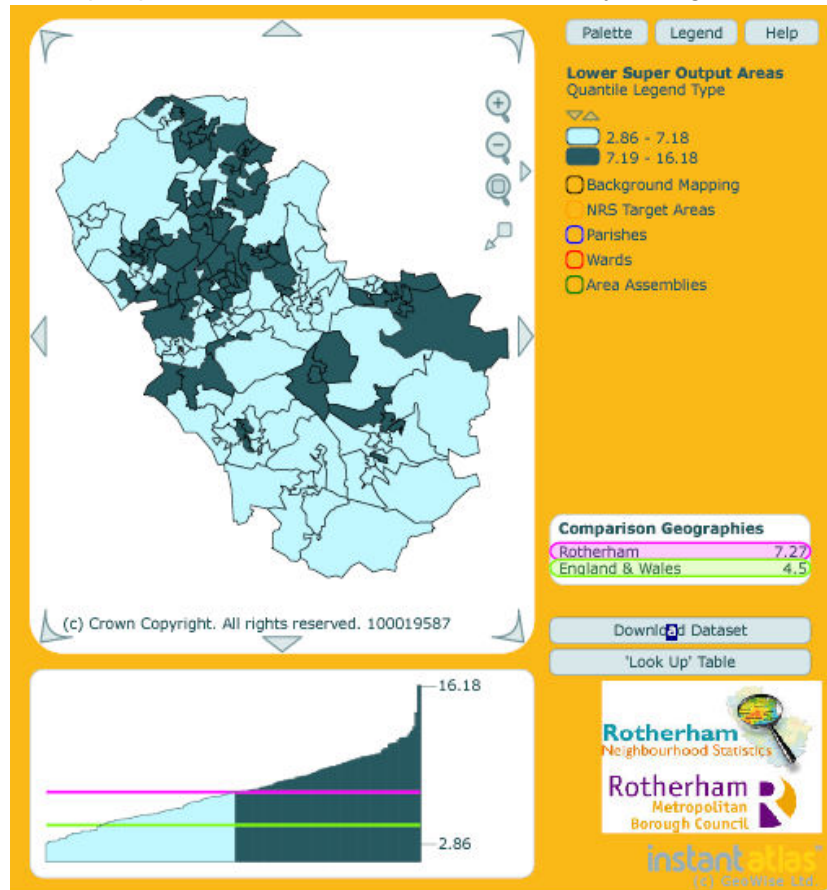 Palette
Legend
Help
Lower Super Output Areas
Quantile Legend Type
2.86 - 7.18
7.19 - 16.18
Background Mapping
NRS Target Areas
Parishes
Wards
Area Assemblies
(c) Crown Copyright. All rights reserved. 100019587
Comparison Geographies
Rotherham 7.27
England & Wales 4.5
Download Dataset
'Look Up' Table
16.18
2.86
Rotherham
Neighbourhood Statistics
Rotherham
Metropolitan
Borough Council
instantatlas
(c) GeoWise Ltd.